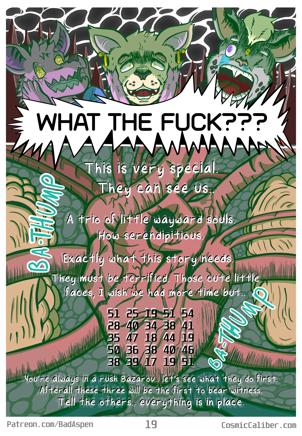 WHAT THE FUCK???
This is very special.
They can see us..
BA-THUMP
A trio of little wayward souls.
How serendipitous.
Exactly what this story needs.
They must be terrified. Those cute little
faces, I wish we had more time but..
51 25 19 51 54
28 40 34 38 41
35 47 18 44 19
50 36 38 40 46
38 39 17 19 51
BA-THUMP
You're always in a rush Bazarou, let's see what they do first.
Afterall these three will be the first to bear witness.
Tell the others.. everything is in place.
Patreon.com/BadAspen
19
CosmicCaliber.com